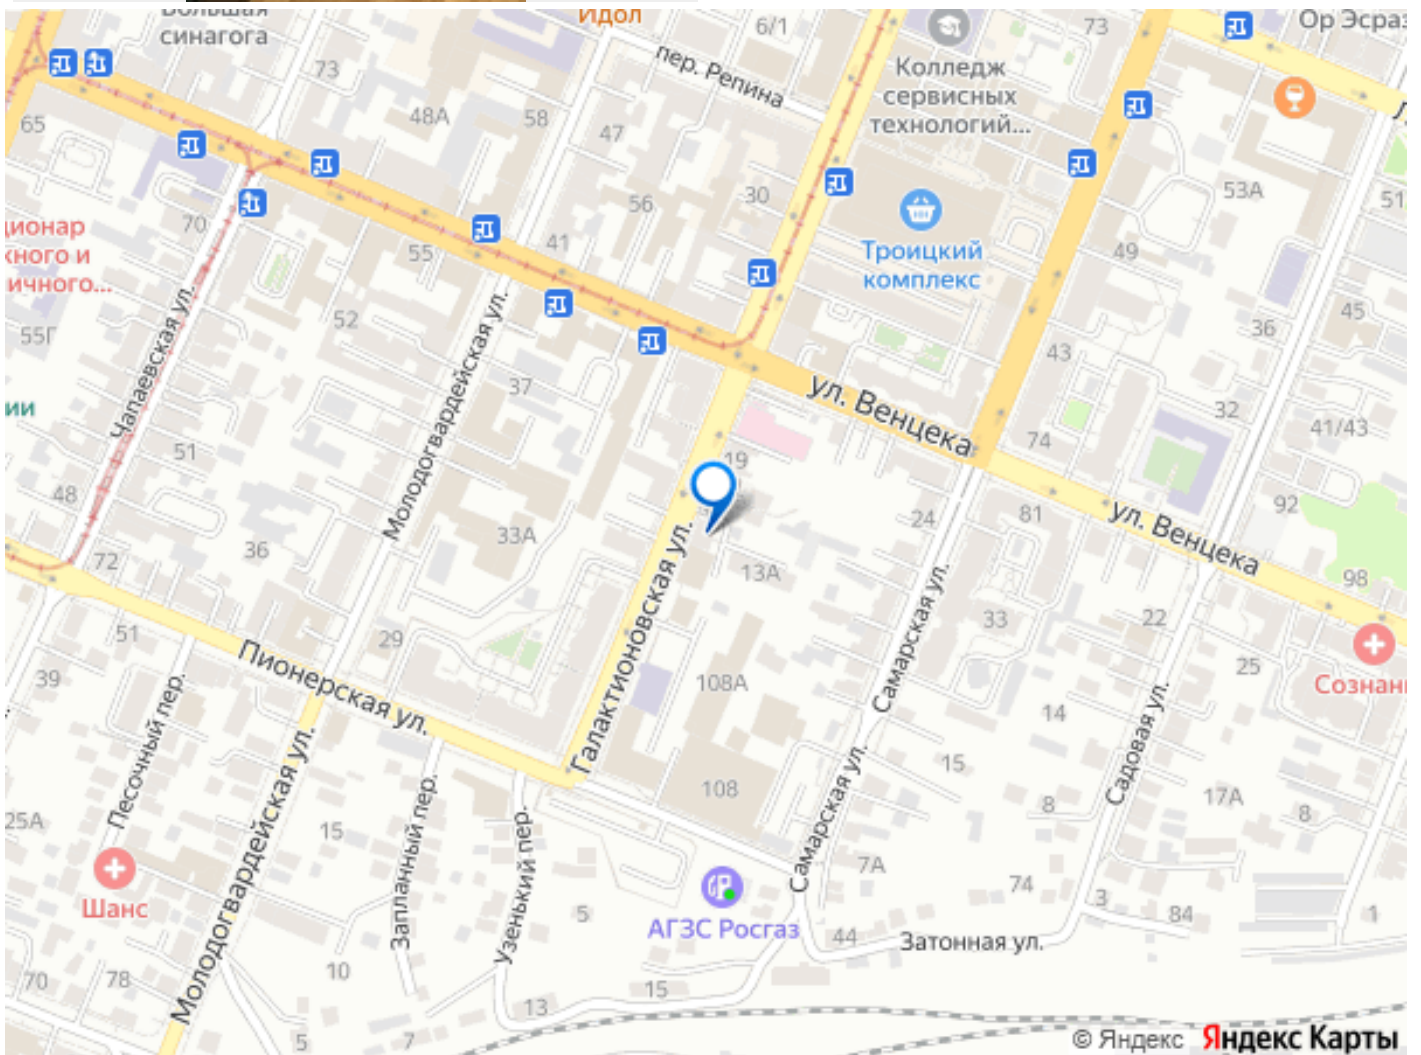 Большая
синагога
Идол
6/1
73
Ор Эсраз
73
пер. Репина
Колледж
сервисных
технологий...
65
48А
58
47
53А
51
56
30
70
Троицкий
комплекс
ционар
ичного...
55
41
49
Чапаевская ул.
Молодогвардейская ул.
52
45
55Г
36
43
37
ул. Венцека
ии
32
41/43
74
51
19
48
92
24
81
ул. Венцека
33А
36
72
13А
98
Галактионовская ул.
Самарская ул.
33
22
51
29
Пионерская ул.
25
39
108А
Сознани
Песочный пер.
14
Садовая ул.
15
Молодогвардейская ул.
108
17А
8
8
25А
15
Запланный пер.
Узенький пер.
Самарская ул.
7А
74
3
Шанс
5
84
1
АГЗС Росгаз
44
Затонная ул.
70
78
10
15
13
5
7
© Яндекс Яндекс Карты